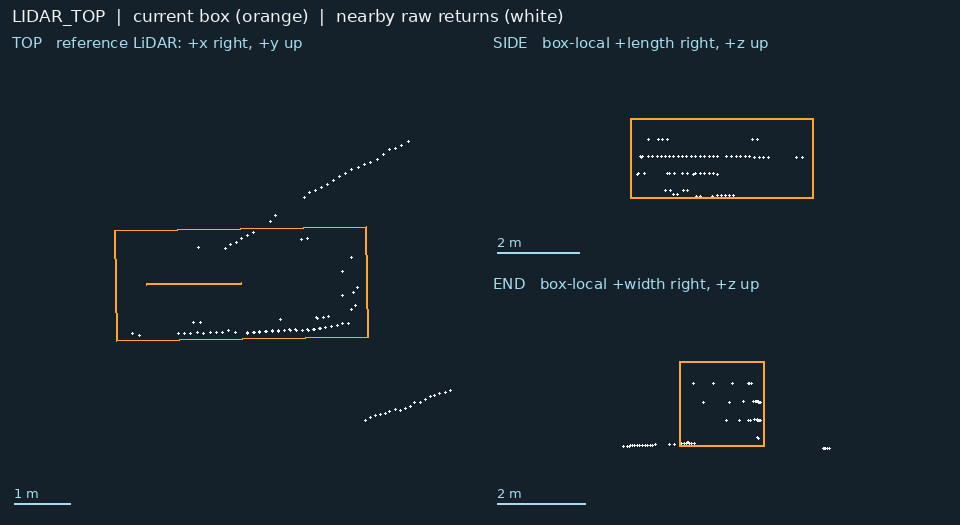 LIDAR_TOP | current box (orange) | nearby raw returns (white)
TOP reference LiDAR: +x right, +y up
SIDE box-local +length right, +z up
2 m
END box-local +width right, +z up
1 m
2 m